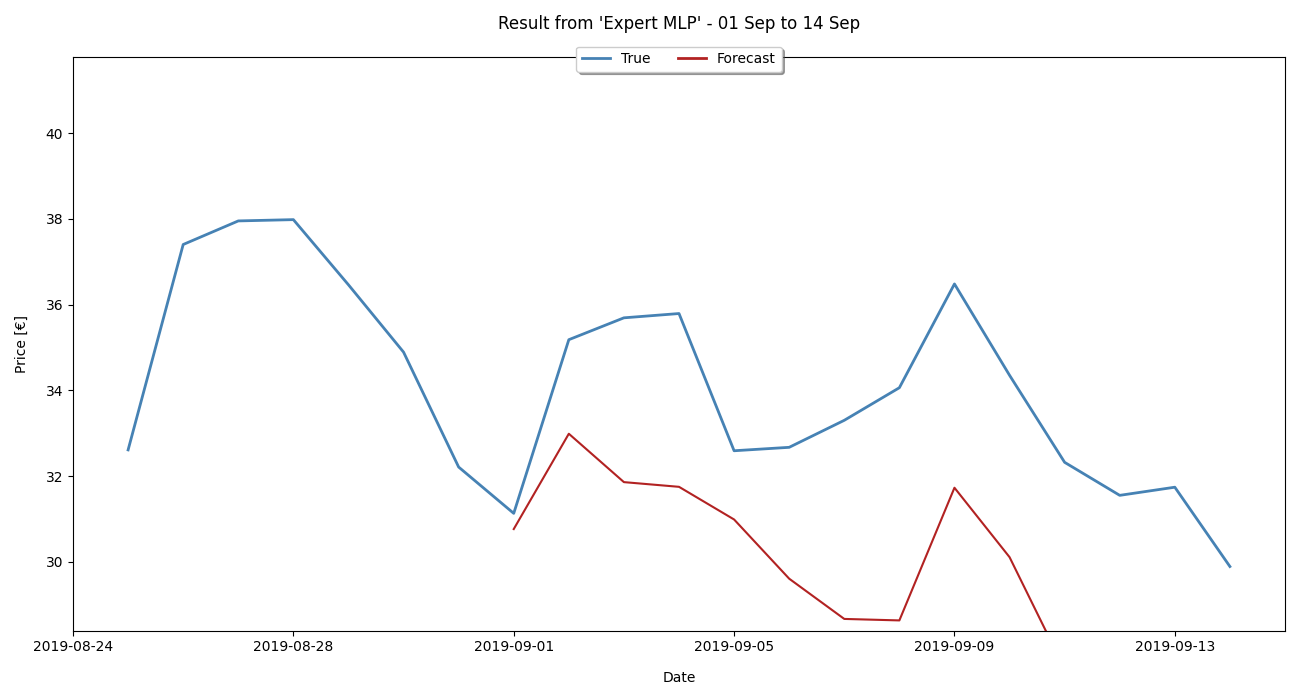 Result from 'Expert MLP' - 01 Sep to 14 Sep
True Forecast
40
38
36
34
32
30
Price [€]
2019-08-24 2019-08-28 2019-09-01 2019-09-05 2019-09-09 2019-09-13
Date